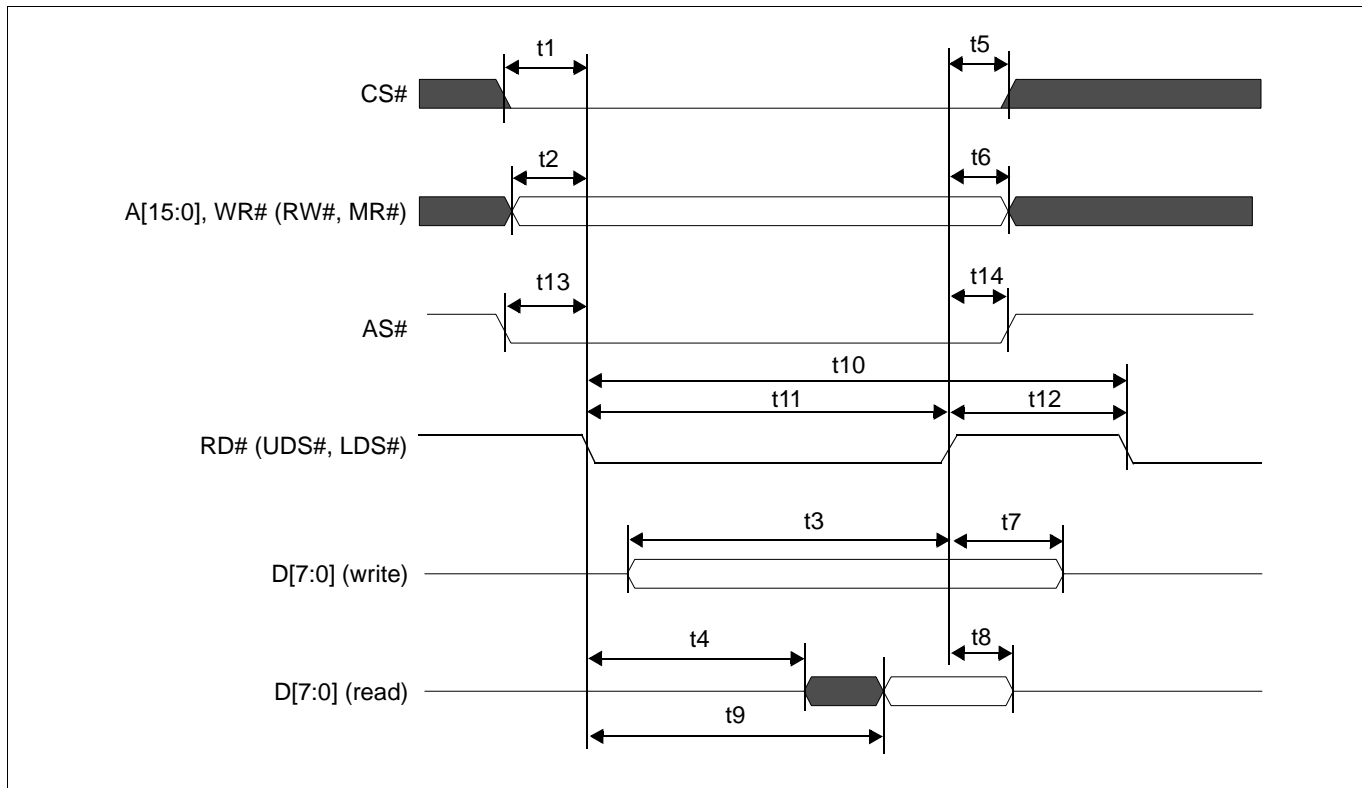 t1
t5
CS#
t2
t6
A[15:0], WR# (RW#, MR#)
t13
t14
AS#
t10
t11
t12
RD# (UDS#, LDS#)
t3
t7
D[7:0] (write)
t4
t8
D[7:0] (read)
t9